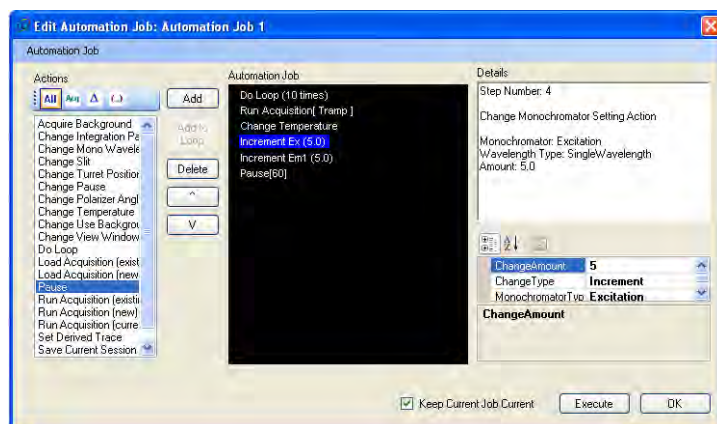 Edit Automation Job: Automation Job 1
Automation Job
Actions
All Acq Δ (..)
Acquire Background
Change Integration Pa
Change Mono Wavele
Change Slit
Change Turret Position
Change Pause
Change Polarizer Angl
Change Temperature
Change Use Backgrou
Change View Window
Do Loop
Load Acquisition (exist
Load Acquisition (new
Pause
Run Acquisition (existin
Run Acquisition (new)
Run Acquisition (curre
Set Derived Trace
Save Current Session
Add
Add to
Loop
Delete
^
V
Automation Job
Do Loop (10 times)
Run Acquisition[ Tramp ]
Change Temperature
Increment Ex (5.0)
Increment Em1 (5.0)
Pause[60]
Details
Step Number: 4
Change Monochromator Setting Action
Monochromator: Excitation
Wavelength Type: SingleWavelength
Amount: 5.0
ChangeAmount 5
ChangeType Increment
MonochromatorTyp Excitation
ChangeAmount
Keep Current Job Current
Execute
OK